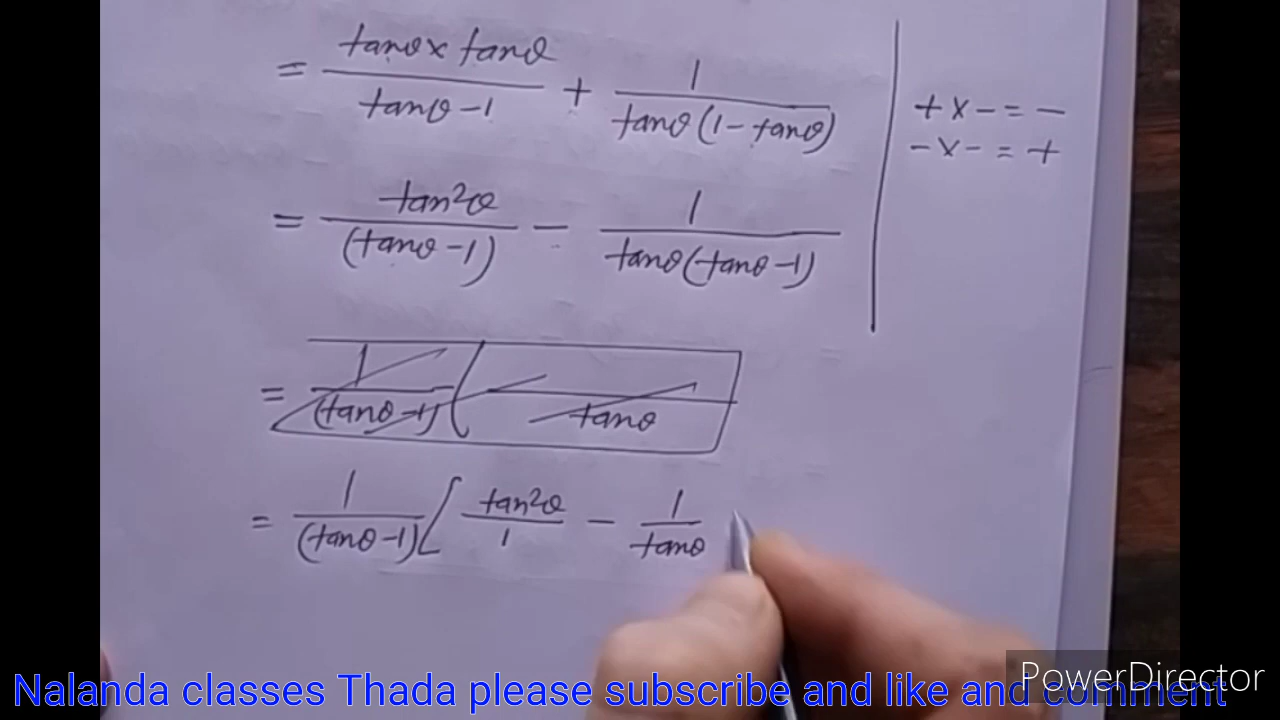 = tanθ x tanθ / tanθ - 1 + 1 / tanθ (1 - tanθ)
+ x - = -
- x - = +
= tan²θ / (tanθ - 1) - 1 / tanθ (tanθ - 1)
= 1 / (tanθ - 1) ( / tanθ
= 1 / (tanθ - 1) [ tan²θ / 1 - 1 / tanθ
PowerDirector
Nalanda classes Thada please subscribe and like and comment